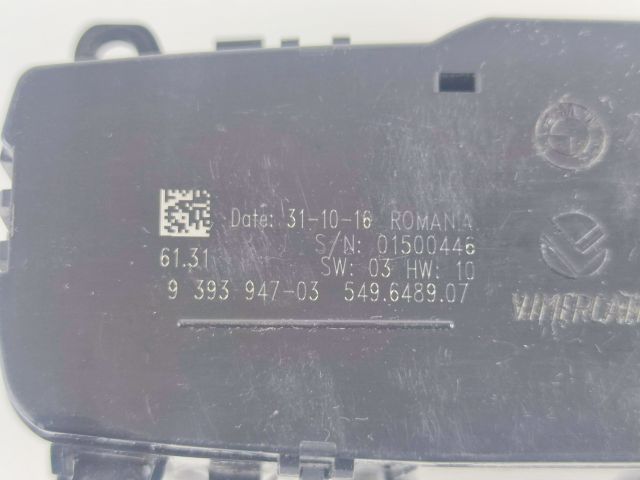 BMW
Date: 31-10-16 ROMANIA
S/N: 01500446
61.31 SW: 03 HW: 10
9 393 947-03 549.6489.07